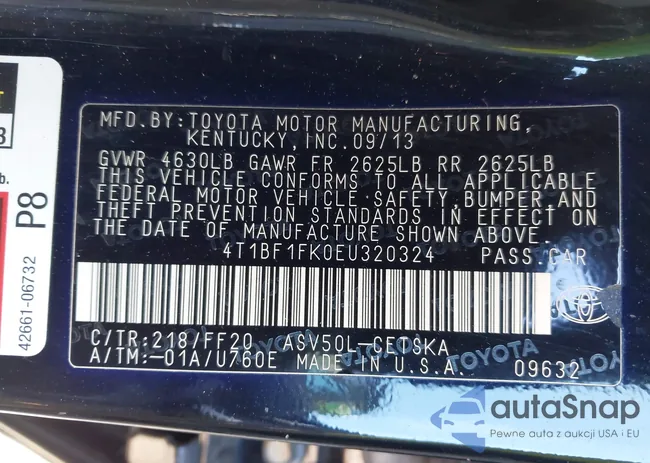 MFD.BY:TOYOTA MOTOR MANUFACTURING,
KENTUCKY, INC.09/13
GVWR 4630LB GAWR FR 2625LB RR 2625LB
THIS VEHICLE CONFORMS TO ALL APPLICABLE
FEDERAL MOTOR VEHICLE SAFETY,BUMPER,AND
THEFT PREVENTION STANDARDS IN EFFECT ON
THE DATE OF MANUFACTURE SHOWN ABOVE.
4T1BF1FK0EU320324 PASS.CAR
C/TR:218/FF20 ASV50L-CETSKA
A/TM:-01A/U760E MADE IN U.S.A. 09632
TOYOTA
P8
42661-06732
b.
autaSnap
Pewne auta z aukcji USA i EU